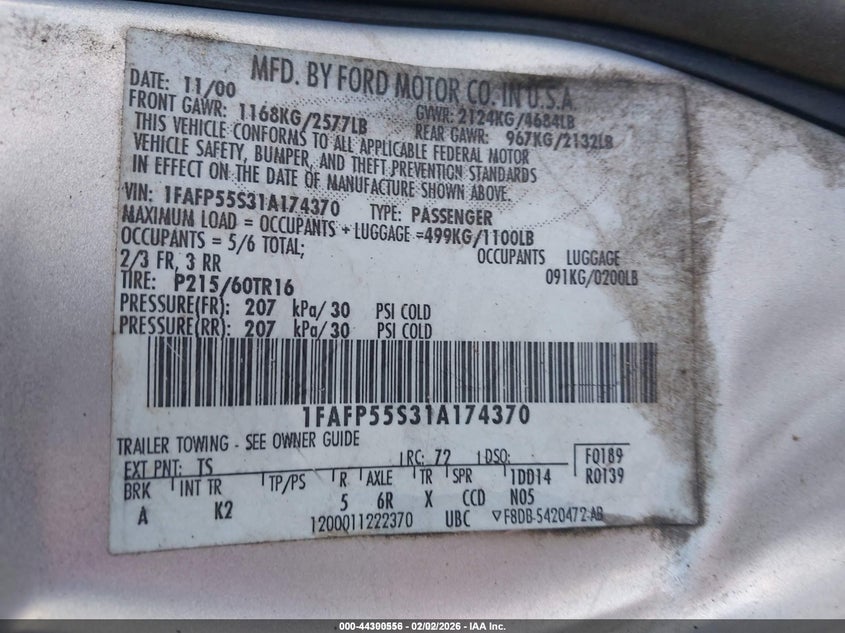 MFD. BY FORD MOTOR CO. IN U.S.A.
DATE: 11/00 GVWR: 2124KG/4684LB
FRONT GAWR: 1168KG/2577LB REAR GAWR: 967KG/2132LB
THIS VEHICLE CONFORMS TO ALL APPLICABLE FEDERAL MOTOR
VEHICLE SAFETY, BUMPER, AND THEFT PREVENTION STANDARDS
IN EFFECT ON THE DATE OF MANUFACTURE SHOWN ABOVE.
VIN: 1FAFP55S31A174370 TYPE: PASSENGER
MAXIMUM LOAD = OCCUPANTS + LUGGAGE =499KG/1100LB
OCCUPANTS = 5/6 TOTAL; OCCUPANTS LUGGAGE
2/3 FR, 3 RR 091KG/0200LB
TIRE: P215/60TR16
PRESSURE(FR): 207 kPa/ 30 PSI COLD
PRESSURE(RR): 207 kPa/ 30 PSI COLD
1FAFP55S31A174370
TRAILER TOWING - SEE OWNER GUIDE
EXT PNT: TS RC: 72 DSO: F0189
BRK INT TR TP/PS R AXLE TR SPR 1DD14 R0139
A K2 5 6R X CCD N05
1200011222370 UBC ▽F8DB-5420472-AB
000-44300556 - 02/02/2026 - IAA Inc.